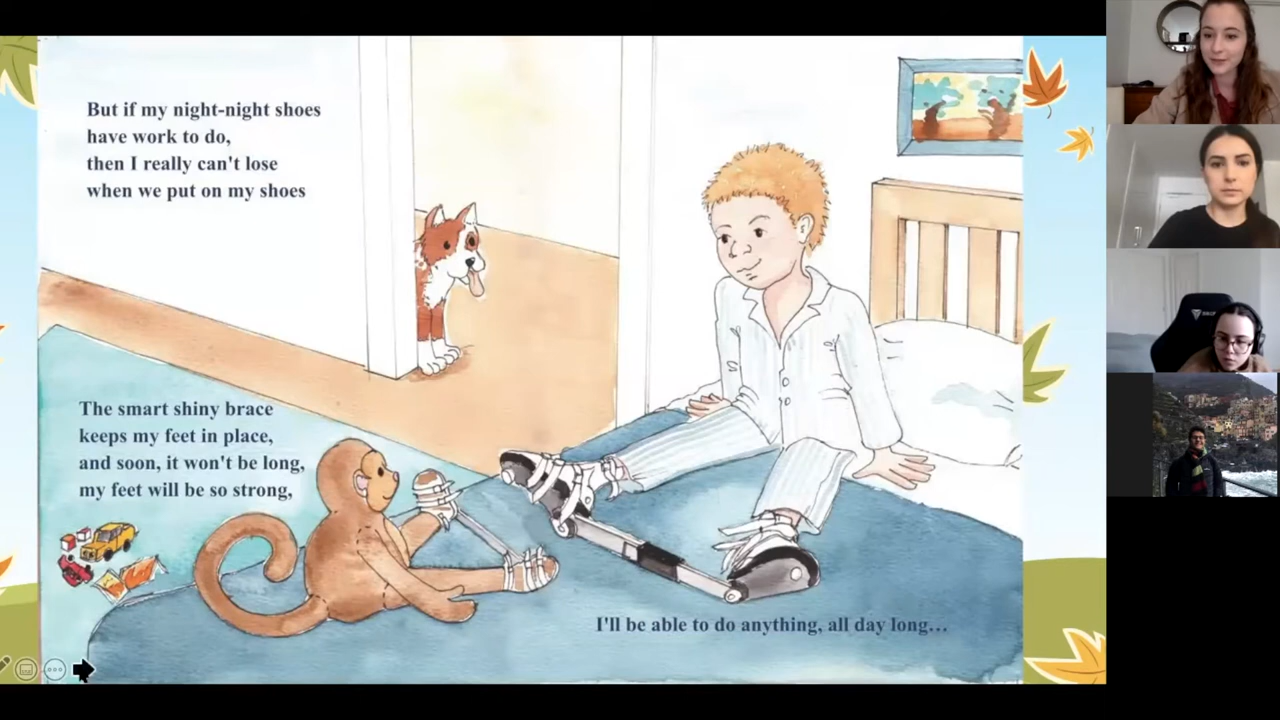 But if my night-night shoes
have work to do,
then I really can't lose
when we put on my shoes
The smart shiny brace
keeps my feet in place,
and soon, it won't be long,
my feet will be so strong,
I'll be able to do anything, all day long…